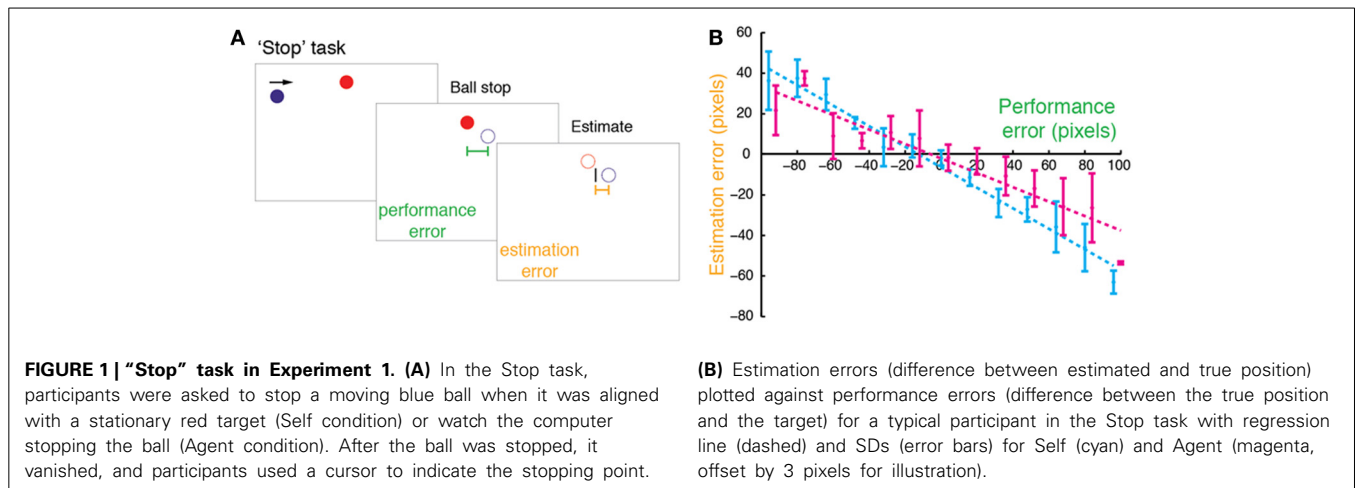 A
'Stop' task
Ball stop
Estimate
performance
error
estimation
error
B
Estimation error (pixels)
Performance
error (pixels)
60
40
20
0
−20
−40
−60
−80
−80 −60 −40 −20 0 20 40 60 80 100
FIGURE 1 | "Stop" task in Experiment 1. (A) In the Stop task,
participants were asked to stop a moving blue ball when it was aligned
with a stationary red target (Self condition) or watch the computer
stopping the ball (Agent condition). After the ball was stopped, it
vanished, and participants used a cursor to indicate the stopping point.
(B) Estimation errors (difference between estimated and true position)
plotted against performance errors (difference between the true position
and the target) for a typical participant in the Stop task with regression
line (dashed) and SDs (error bars) for Self (cyan) and Agent (magenta,
offset by 3 pixels for illustration).